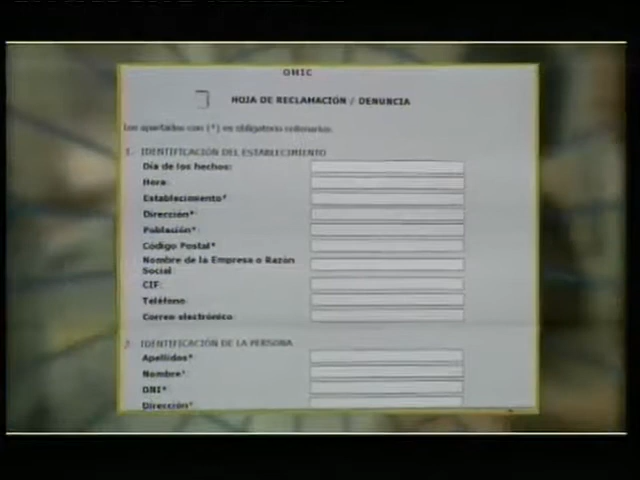 OMIC
HOJA DE RECLAMACIÓN / DENUNCIA
Los apartados con (*) es obligatorio rellenarlos.
1. IDENTIFICACIÓN DEL ESTABLECIMIENTO
Día de los hechos:
Hora:
Establecimiento*
Dirección*:
Población*:
Código Postal*
Nombre de la Empresa o Razón
Social
CIF:
Teléfono
Correo electrónico
2. IDENTIFICACIÓN DE LA PERSONA
Apellidos*
Nombre*
DNI*
Dirección*